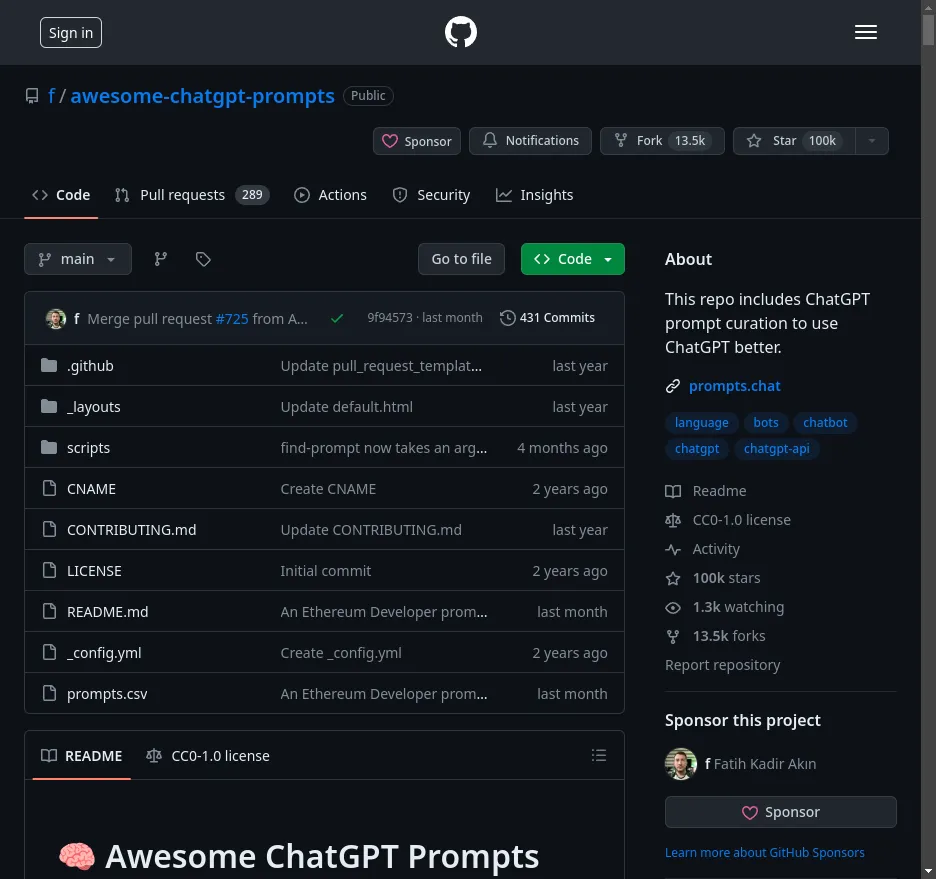 Sign in
f / awesome-chatgpt-prompts Public
Sponsor Notifications Fork 13.5k Star 100k
Code Pull requests 289 Actions Security Insights
main Go to file Code
f Merge pull request #725 from A... 9f94573 · last month 431 Commits
.github Update pull_request_templat... last year
_layouts Update default.html last year
scripts find-prompt now takes an arg... 4 months ago
CNAME Create CNAME 2 years ago
CONTRIBUTING.md Update CONTRIBUTING.md last year
LICENSE Initial commit 2 years ago
README.md An Ethereum Developer prom... last month
_config.yml Create _config.yml 2 years ago
prompts.csv An Ethereum Developer prom... last month
README CC0-1.0 license
Awesome ChatGPT Prompts
About
This repo includes ChatGPT
prompt curation to use
ChatGPT better.
prompts.chat
language bots chatbot
chatgpt chatgpt-api
Readme
CC0-1.0 license
Activity
100k stars
1.3k watching
13.5k forks
Report repository
Sponsor this project
f Fatih Kadir Akın
Sponsor
Learn more about GitHub Sponsors